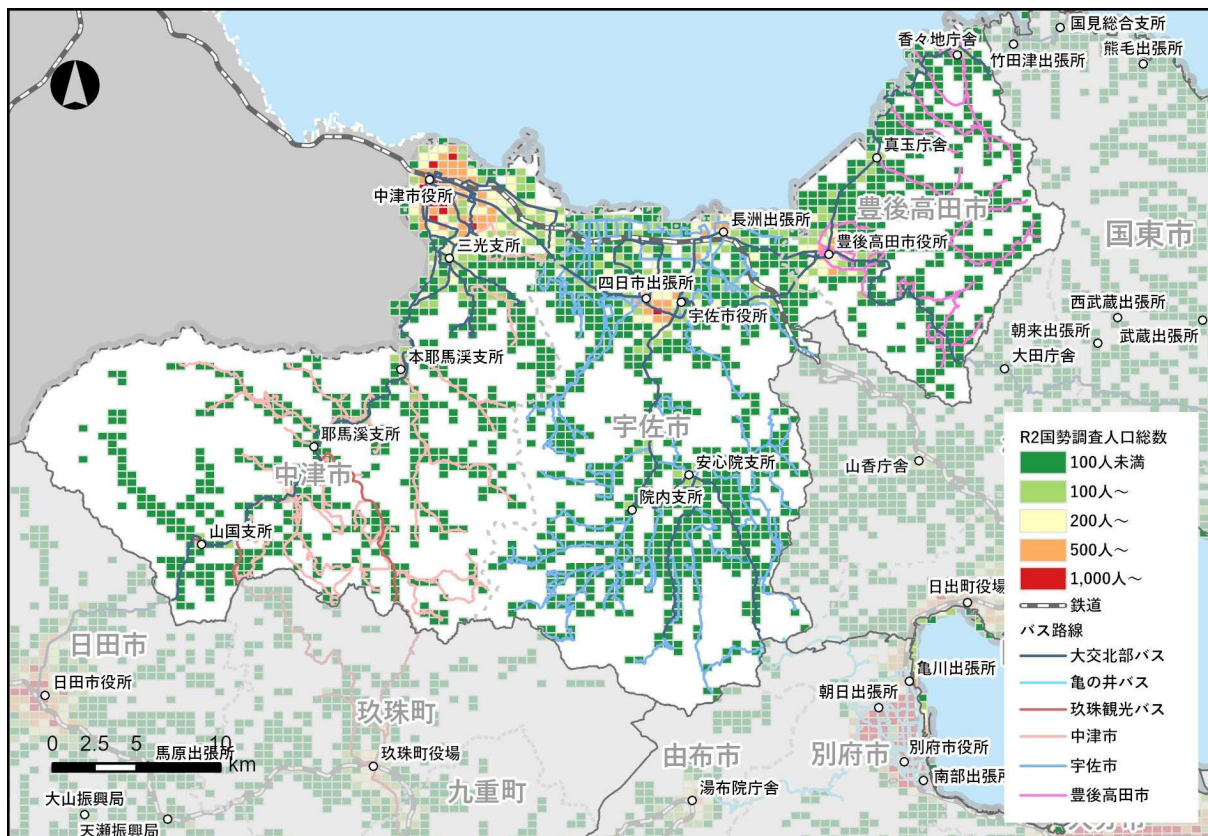 国見総合支所
香々地庁舎
竹田津出張所
熊毛出張所
真玉庁舎
中津市役所
豊後高田市
長洲出張所
国東市
豊後高田市役所
三光支所
四日市出張所
宇佐市役所
西武蔵出張所
武蔵出張所
朝来出張所
大田庁舎
本耶馬渓支所
宇佐市
耶馬渓支所
中津市
安心院支所
山香庁舎
院内支所
山国支所
R2国勢調査人口総数
100人未満
100人～
200人～
500人～
1,000人～
鉄道
バス路線
大交北部バス
亀の井バス
玖珠観光バス
中津市
宇佐市
豊後高田市
日出町役場
日田市
日田市役所
亀川出張所
朝日出張所
玖珠町
玖珠町役場
由布市
別府市
別府市役所
南部出張所
湯布院庁舎
九重町
0 2.5 5 10
km
馬原出張所
大山振興局
天瀬振興局